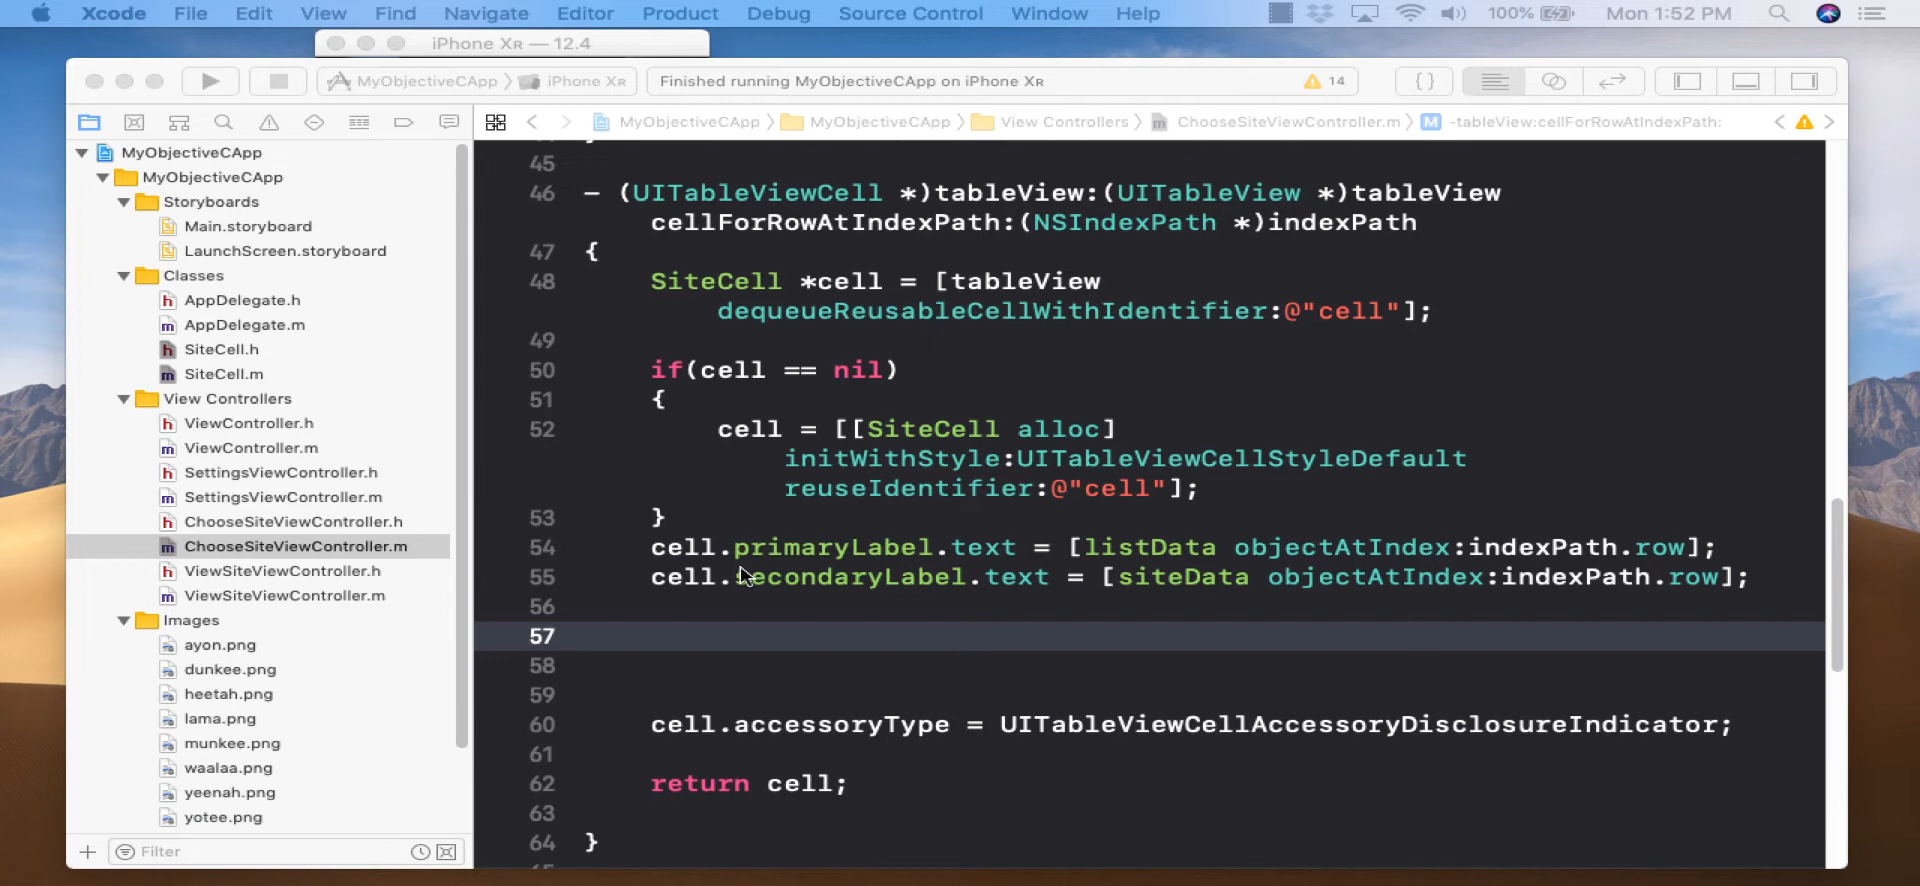 Xcode File Edit View Find Navigate Editor Product Debug Source Control Window Help 100% Mon 1:52 PM
iPhone XR — 12.4
MyObjectiveCApp iPhone XR Finished running MyObjectiveCApp on iPhone XR 14 { }
MyObjectiveCApp MyObjectiveCApp View Controllers ChooseSiteViewController.m M -tableView:cellForRowAtIndexPath:
MyObjectiveCApp
MyObjectiveCApp
Storyboards
Main.storyboard
LaunchScreen.storyboard
Classes
h AppDelegate.h
m AppDelegate.m
h SiteCell.h
m SiteCell.m
View Controllers
h ViewController.h
m ViewController.m
h SettingsViewController.h
m SettingsViewController.m
h ChooseSiteViewController.h
m ChooseSiteViewController.m
h ViewSiteViewController.h
m ViewSiteViewController.m
Images
ayon.png
dunkee.png
heetah.png
lama.png
munkee.png
waalaa.png
yeenah.png
yotee.png
Filter
45
46 - (UITableViewCell *)tableView:(UITableView *)tableView
cellForRowAtIndexPath:(NSIndexPath *)indexPath
47 {
48 SiteCell *cell = [tableView
dequeueReusableCellWithIdentifier:@"cell"];
49
50 if(cell == nil)
51 {
52 cell = [[SiteCell alloc]
initWithStyle:UITableViewCellStyleDefault
reuseIdentifier:@"cell"];
53 }
54 cell.primaryLabel.text = [listData objectAtIndex:indexPath.row];
55 cell.secondaryLabel.text = [siteData objectAtIndex:indexPath.row];
56
57
58
59
60 cell.accessoryType = UITableViewCellAccessoryDisclosureIndicator;
61
62 return cell;
63
64 }